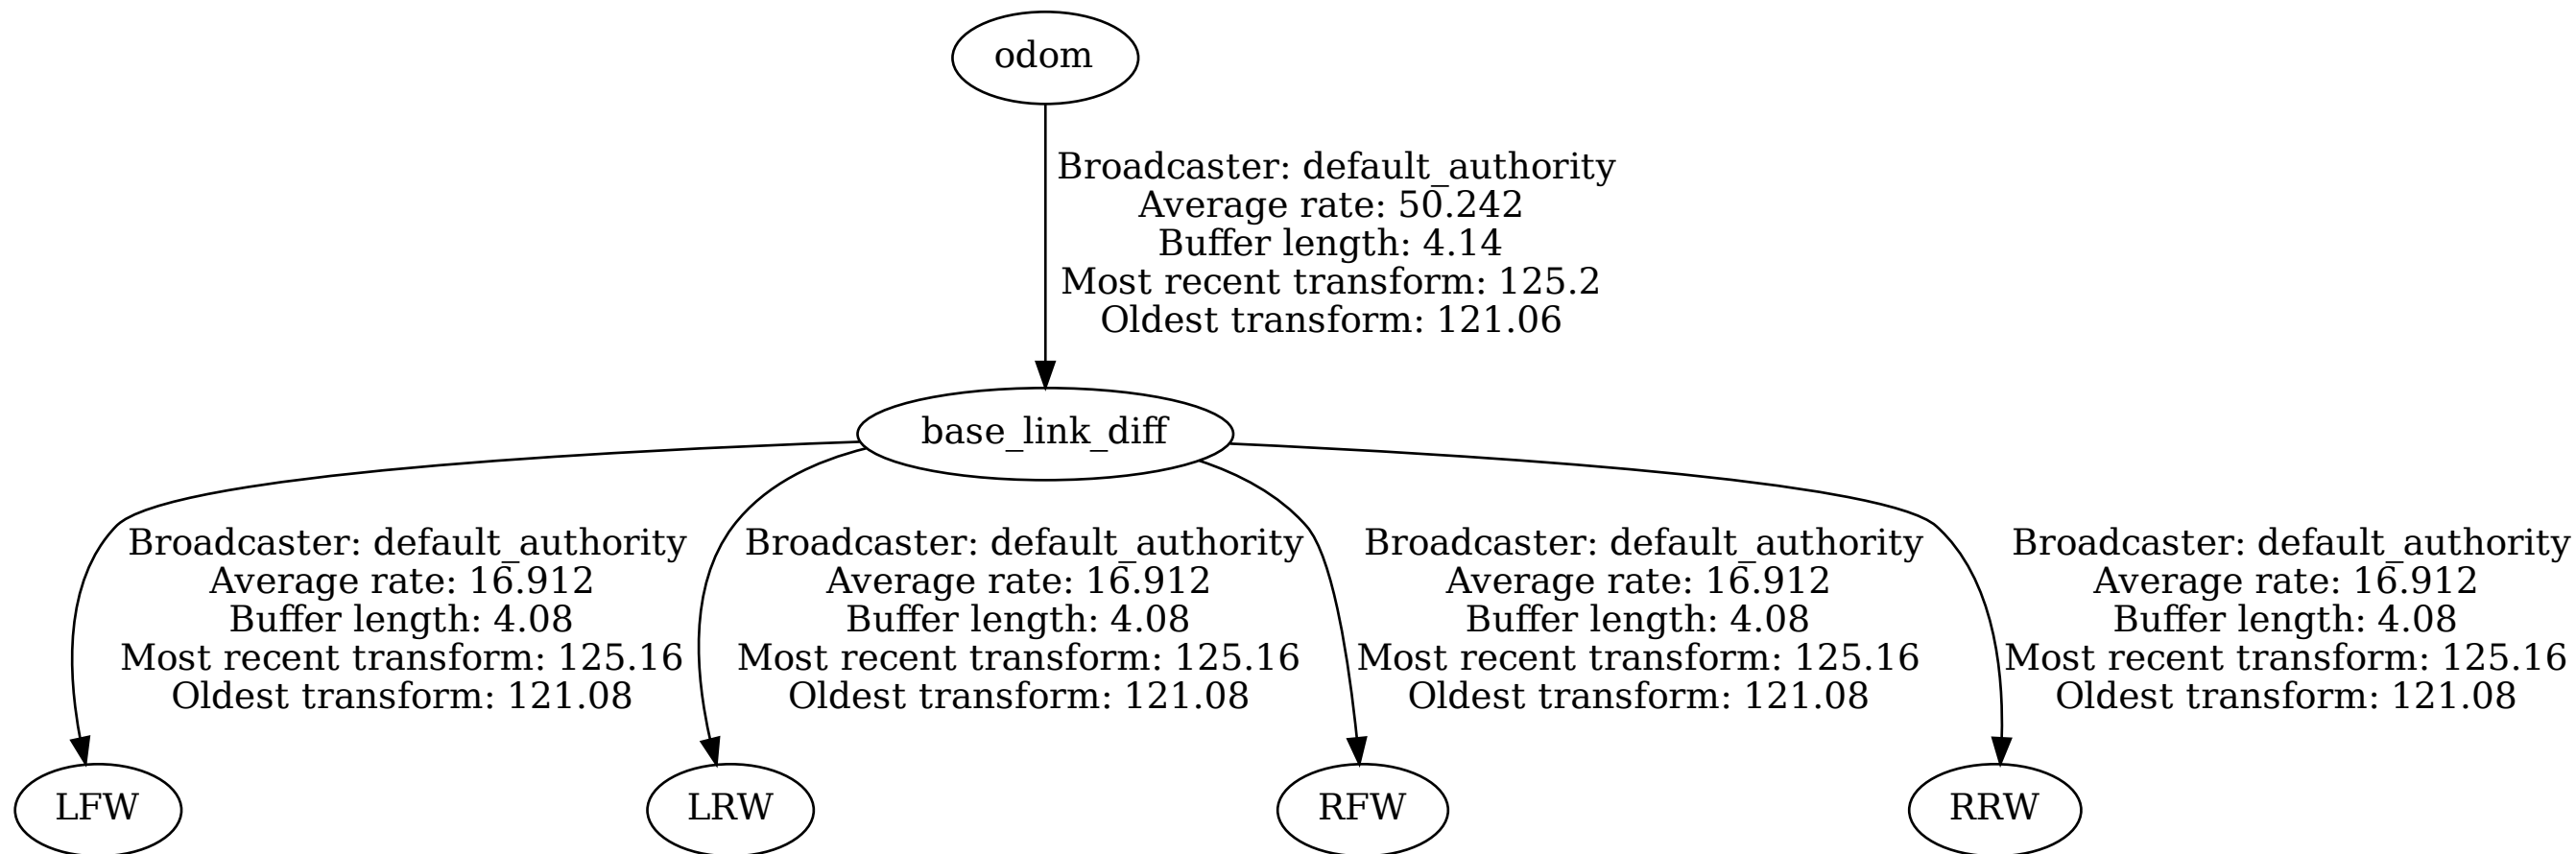 odom
Broadcaster: default_authority
Average rate: 50.242
Buffer length: 4.14
Most recent transform: 125.2
Oldest transform: 121.06
base_link_diff
Broadcaster: default_authority
Average rate: 16.912
Buffer length: 4.08
Most recent transform: 125.16
Oldest transform: 121.08
Broadcaster: default_authority
Average rate: 16.912
Buffer length: 4.08
Most recent transform: 125.16
Oldest transform: 121.08
Broadcaster: default_authority
Average rate: 16.912
Buffer length: 4.08
Most recent transform: 125.16
Oldest transform: 121.08
Broadcaster: default_authority
Average rate: 16.912
Buffer length: 4.08
Most recent transform: 125.16
Oldest transform: 121.08
LFW
LRW
RFW
RRW